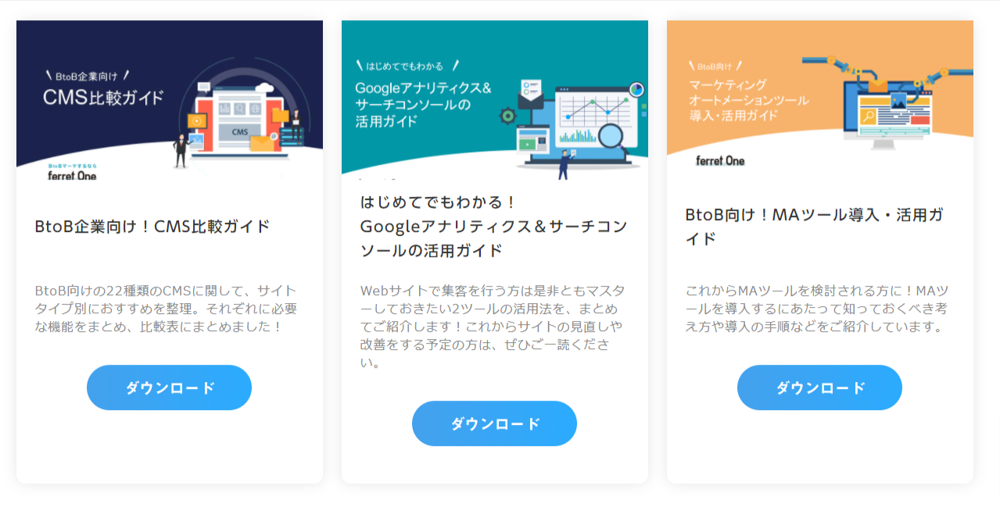 BtoB企業向け
CMS比較ガイド
CMS
BtoBマーケするなら
ferret One
BtoB企業向け！CMS比較ガイド
BtoB向けの22種類のCMSに関して、サイト
タイプ別におすすめを整理。それぞれに必要
な機能をまとめ、比較表にまとめました！
ダウンロード
はじめてでもわかる
Googleアナリティクス&
サーチコンソールの
活用ガイド
はじめてでもわかる！
Googleアナリティクス＆サーチコン
ソールの活用ガイド
Webサイトで集客を行う方は是非ともマスタ
ーしておきたい2ツールの活用法を、まとめ
てご紹介します！これからサイトの見直しや
改善をする予定の方は、ぜひご一読くださ
い。
ダウンロード
BtoB向け
マーケティング
オートメーションツール
導入・活用ガイド
ferret One
BtoB向け！MAツール導入・活用ガ
イド
これからMAツールを検討される方に！MAツ
ールを導入するにあたって知っておくべき考
え方や導入の手順などをご紹介しています。
ダウンロード